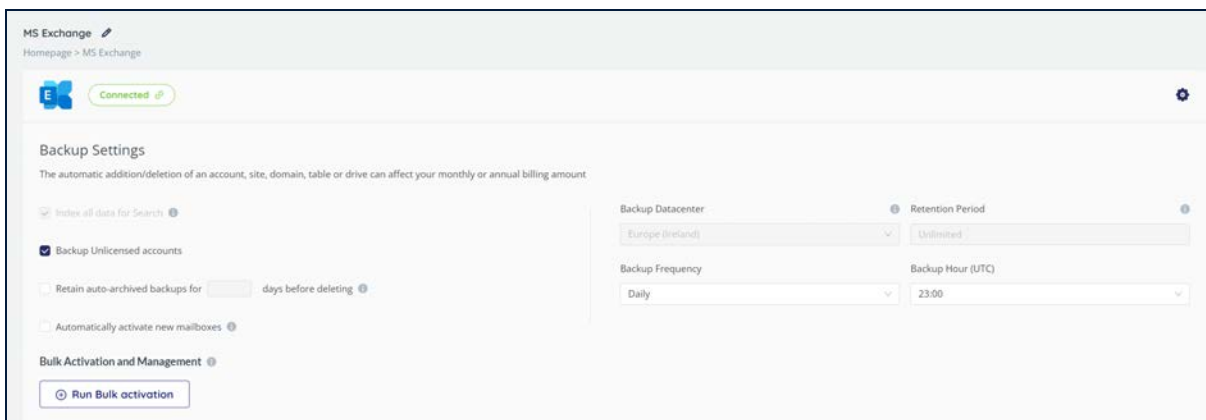 MS Exchange
Homepage > MS Exchange
E
Connected
Backup Settings
The automatic addition/deletion of an account, site, domain, table or drive can affect your monthly or annual billing amount
Index all data for Search
Backup Unlicensed accounts
Retain auto-archived backups for days before deleting
Automatically activate new mailboxes
Bulk Activation and Management
Run Bulk activation
Backup Datacenter
Europe (Ireland)
Retention Period
Unlimited
Backup Frequency
Daily
Backup Hour (UTC)
23:00